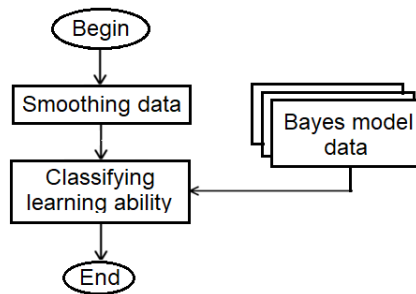 Begin
Smoothing data
Bayes model
data
Classifying
learning ability
End